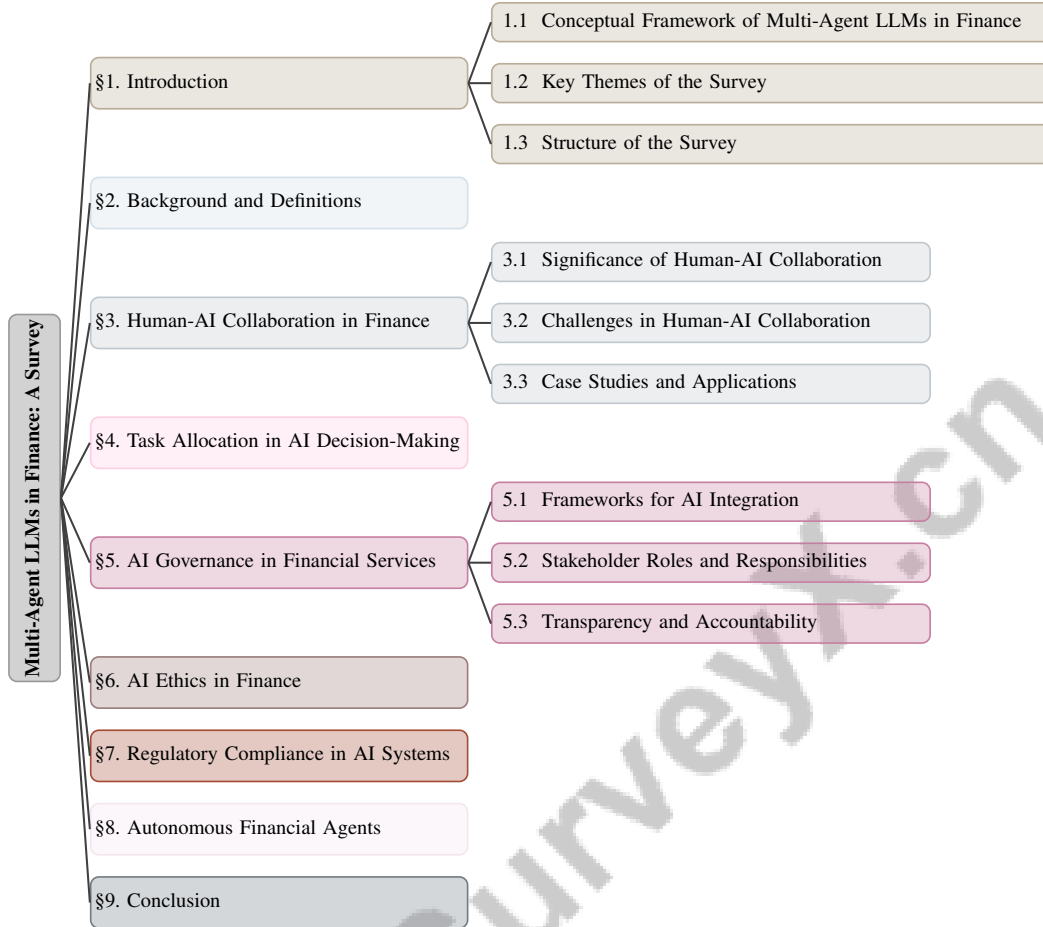 Multi-Agent LLMs in Finance: A Survey
§1. Introduction
1.1 Conceptual Framework of Multi-Agent LLMs in Finance
1.2 Key Themes of the Survey
1.3 Structure of the Survey
§2. Background and Definitions
§3. Human-AI Collaboration in Finance
3.1 Significance of Human-AI Collaboration
3.2 Challenges in Human-AI Collaboration
3.3 Case Studies and Applications
§4. Task Allocation in AI Decision-Making
§5. AI Governance in Financial Services
5.1 Frameworks for AI Integration
5.2 Stakeholder Roles and Responsibilities
5.3 Transparency and Accountability
§6. AI Ethics in Finance
§7. Regulatory Compliance in AI Systems
§8. Autonomous Financial Agents
§9. Conclusion
SurveyX.cn